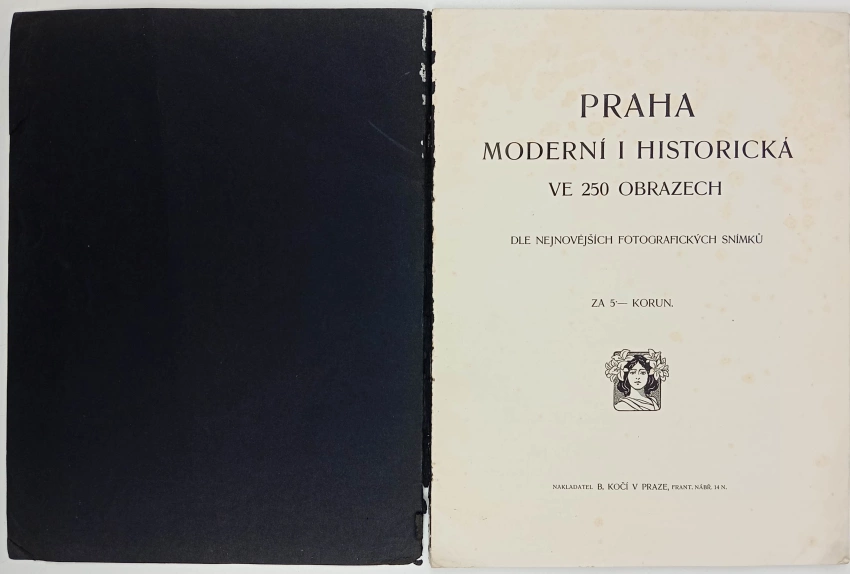 PRAHA
MODERNÍ I HISTORICKÁ
VE 250 OBRAZECH
DLE NEJNOVĚJŠÍCH FOTOGRAFICKÝCH SNÍMKŮ
ZA 5·— KORUN.
NAKLADATEL B. KOČÍ V PRAZE, FRANT. NÁBŘ. 14 N.